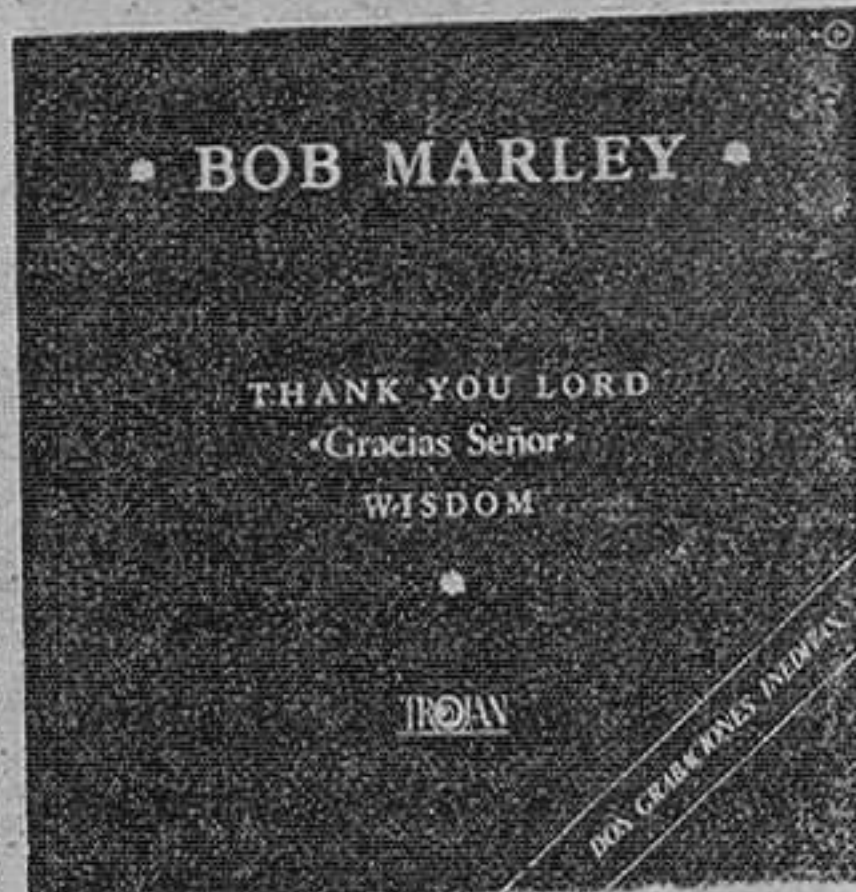 • BOB MARLEY •
THANK YOU LORD
«Gracias Señor»
WISDOM
TROJAN
DOS GRABACIONES INEDITAS